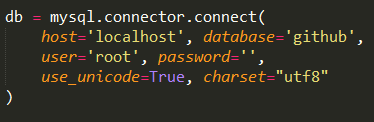 db = mysql.connector.connect(
    host='localhost', database='github',
    user='root', password='',
    use_unicode=True, charset="utf8"
)